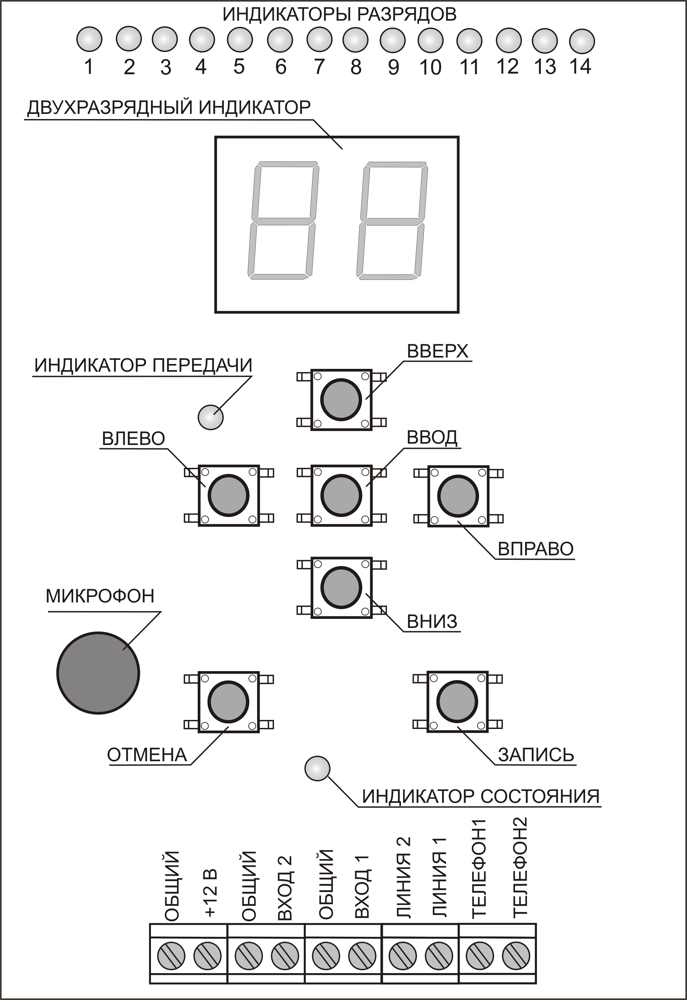 ИНДИКАТОРЫ РАЗРЯДОВ
1 2 3 4 5 6 7 8 9 10 11 12 13 14
ДВУХРАЗРЯДНЫЙ ИНДИКАТОР
ВВЕРХ
ИНДИКАТОР ПЕРЕДАЧИ
ВЛЕВО
ВВОД
ВПРАВО
МИКРОФОН
ВНИЗ
ОТМЕНА
ЗАПИСЬ
ИНДИКАТОР СОСТОЯНИЯ
ОБЩИЙ
+12 В
ОБЩИЙ
ВХОД 2
ОБЩИЙ
ВХОД 1
ЛИНИЯ 2
ЛИНИЯ 1
ТЕЛЕФОН1
ТЕЛЕФОН2